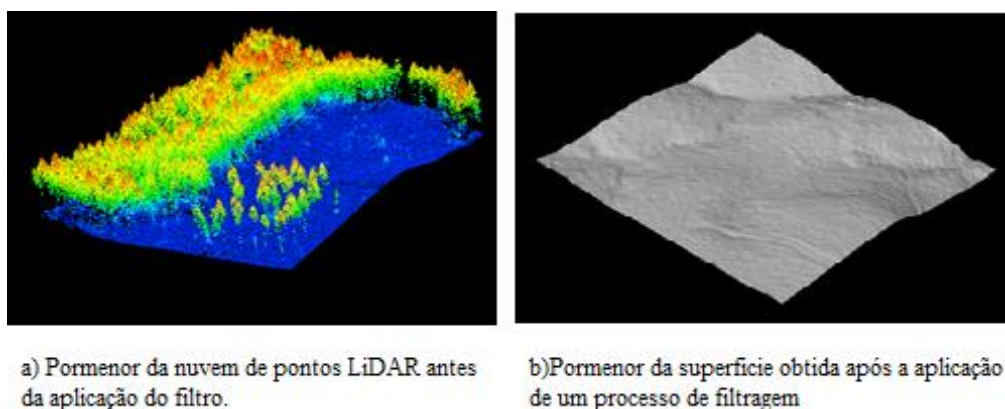 a) Pormenor da nuvem de pontos LiDAR antes
da aplicação do filtro.
b)Pormenor da superficie obtida após a aplicação
de um processo de filtragem